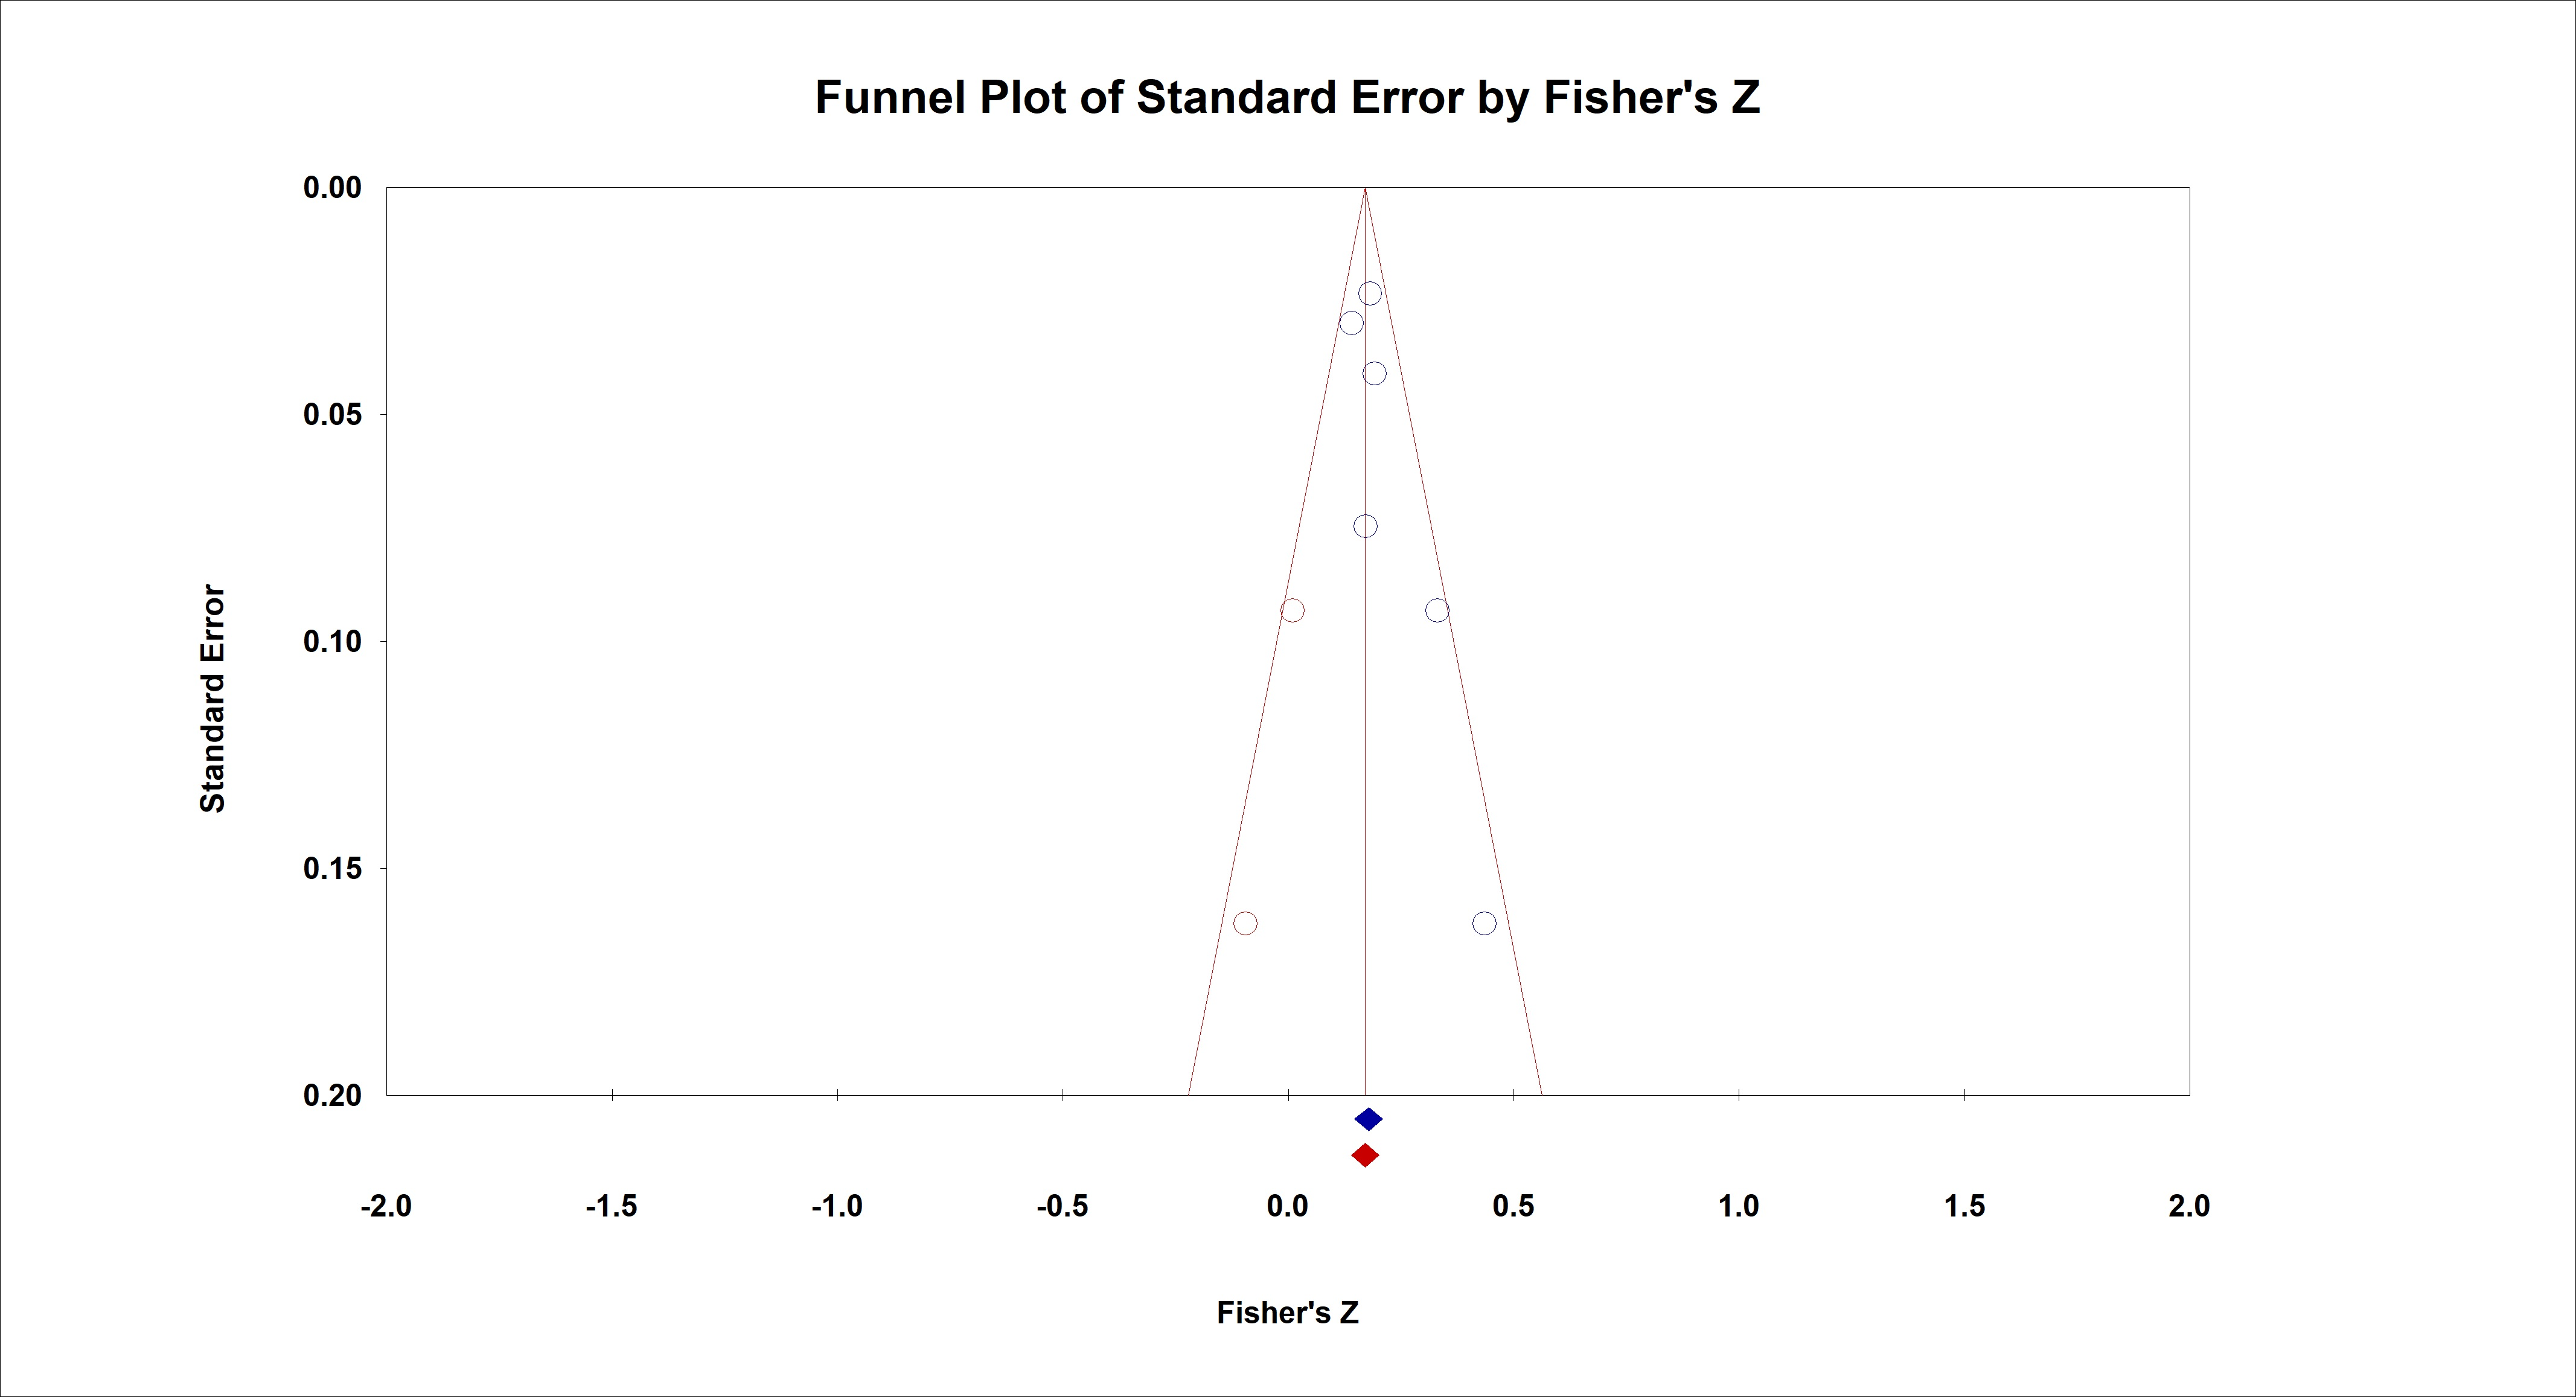 Funnel Plot of Standard Error by Fisher's Z
0.00
0.05
0.10
0.15
0.20
Standard Error
-2.0 -1.5 -1.0 -0.5 0.0 0.5 1.0 1.5 2.0
Fisher's Z